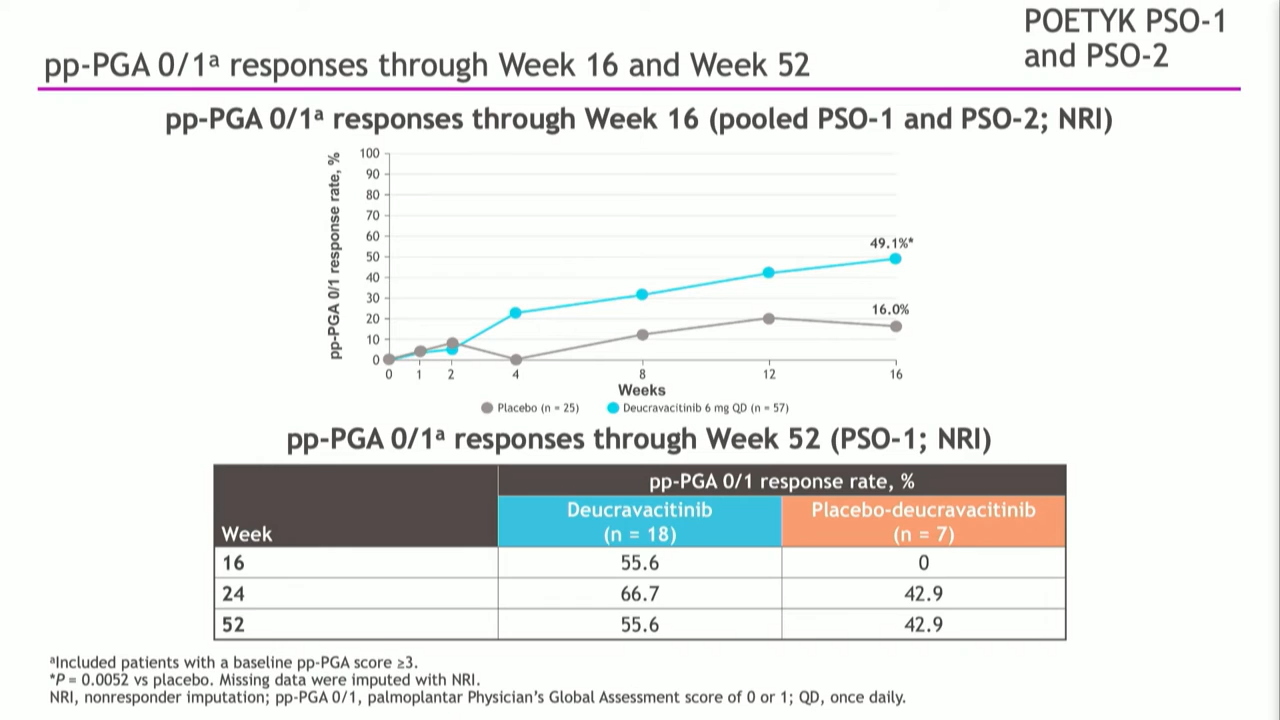 POETYK PSO-1
and PSO-2
pp-PGA 0/1ᵃ responses through Week 16 and Week 52
pp-PGA 0/1ᵃ responses through Week 16 (pooled PSO-1 and PSO-2; NRI)
pp-PGA 0/1 response rate, %
100
90
80
70
60
50
40
30
20
10
0
49.1%*
16.0%
0 1 2 4 8 12 16
Weeks
Placebo (n = 25) Deucravacitinib 6 mg QD (n = 57)
pp-PGA 0/1ᵃ responses through Week 52 (PSO-1; NRI)
pp-PGA 0/1 response rate, %
Week
Deucravacitinib
(n = 18)
Placebo-deucravacitinib
(n = 7)
16 55.6 0
24 66.7 42.9
52 55.6 42.9
ᵃIncluded patients with a baseline pp-PGA score ≥3.
*P = 0.0052 vs placebo. Missing data were imputed with NRI.
NRI, nonresponder imputation; pp-PGA 0/1, palmoplantar Physician's Global Assessment score of 0 or 1; QD, once daily.